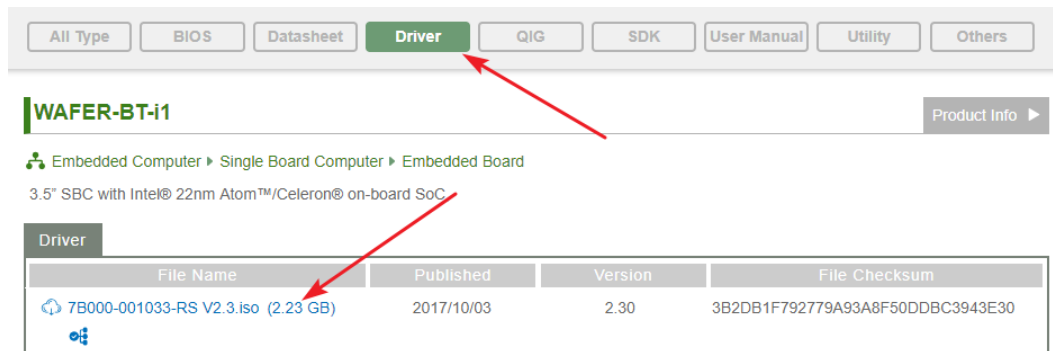 All Type BIOS Datasheet Driver QIG SDK User Manual Utility Others
WAFER-BT-i1
Product Info
Embedded Computer Single Board Computer Embedded Board
3.5" SBC with Intel® 22nm Atom™/Celeron® on-board SoC
Driver
File Name Published Version File Checksum
7B000-001033-RS V2.3.iso (2.23 GB) 2017/10/03 2.30 3B2DB1F792779A93A8F50DDBC3943E30